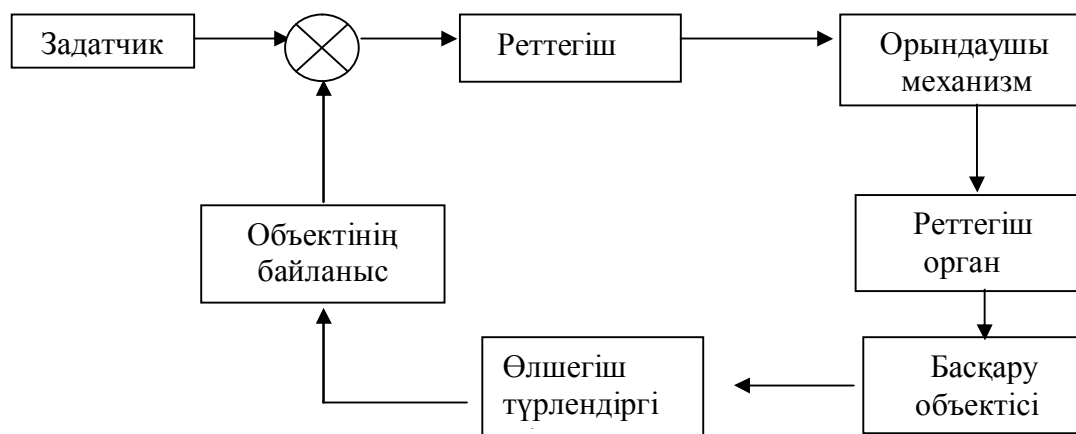 Задатчик
Реттегіш
Орындаушы
механизм
Реттегіш
орган
Басқару
объектісі
Өлшегіш
түрлендіргі
Объектінің
байланыс